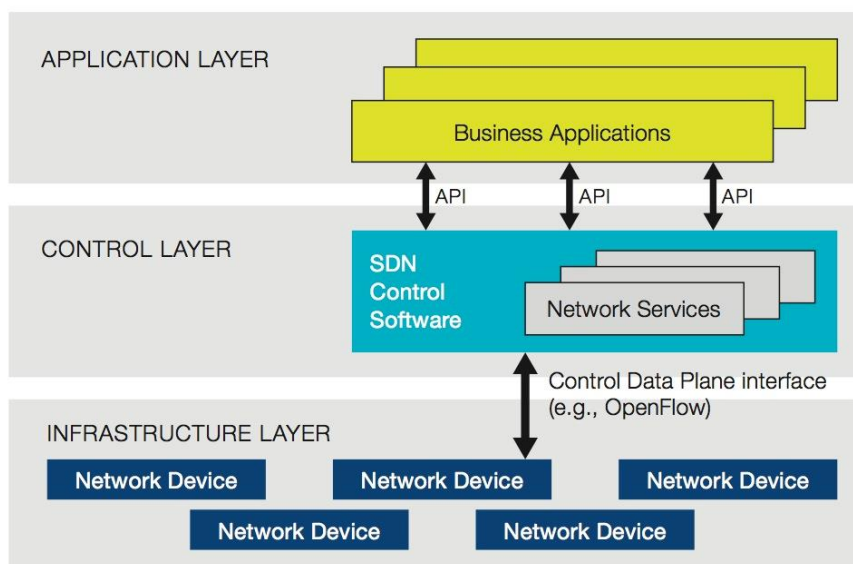 APPLICATION LAYER
Business Applications
API
API
API
CONTROL LAYER
SDN
Control
Software
Network Services
Control Data Plane interface
(e.g., OpenFlow)
INFRASTRUCTURE LAYER
Network Device
Network Device
Network Device
Network Device
Network Device